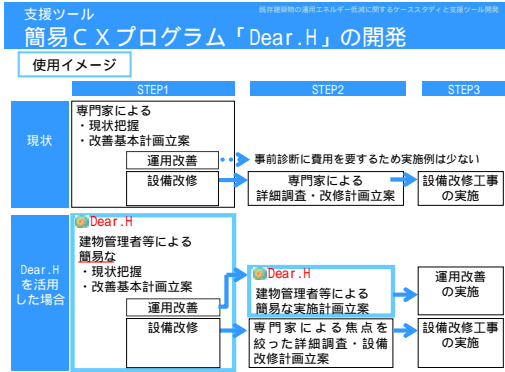 支援ツール
既存建築物の運用エネルギー低減に関するケーススタディと支援ツール開発
簡易CXプログラム「Dear.H」の開発
使用イメージ
STEP1
STEP2
STEP3
現状
専門家による
・現状把握
・改善基本計画立案
運用改善
設備改修
事前診断に費用を要するため実施例は少ない
専門家による
詳細調査・改修計画立案
設備改修工事
の実施
Dear.H
を活用
した場合
Dear.H
建物管理者等による
簡易な
・現状把握
・改善基本計画立案
運用改善
設備改修
Dear.H
建物管理者等による
簡易な実施計画立案
運用改善
の実施
専門家による焦点を
絞った詳細調査・設備
改修計画立案
設備改修工事
の実施